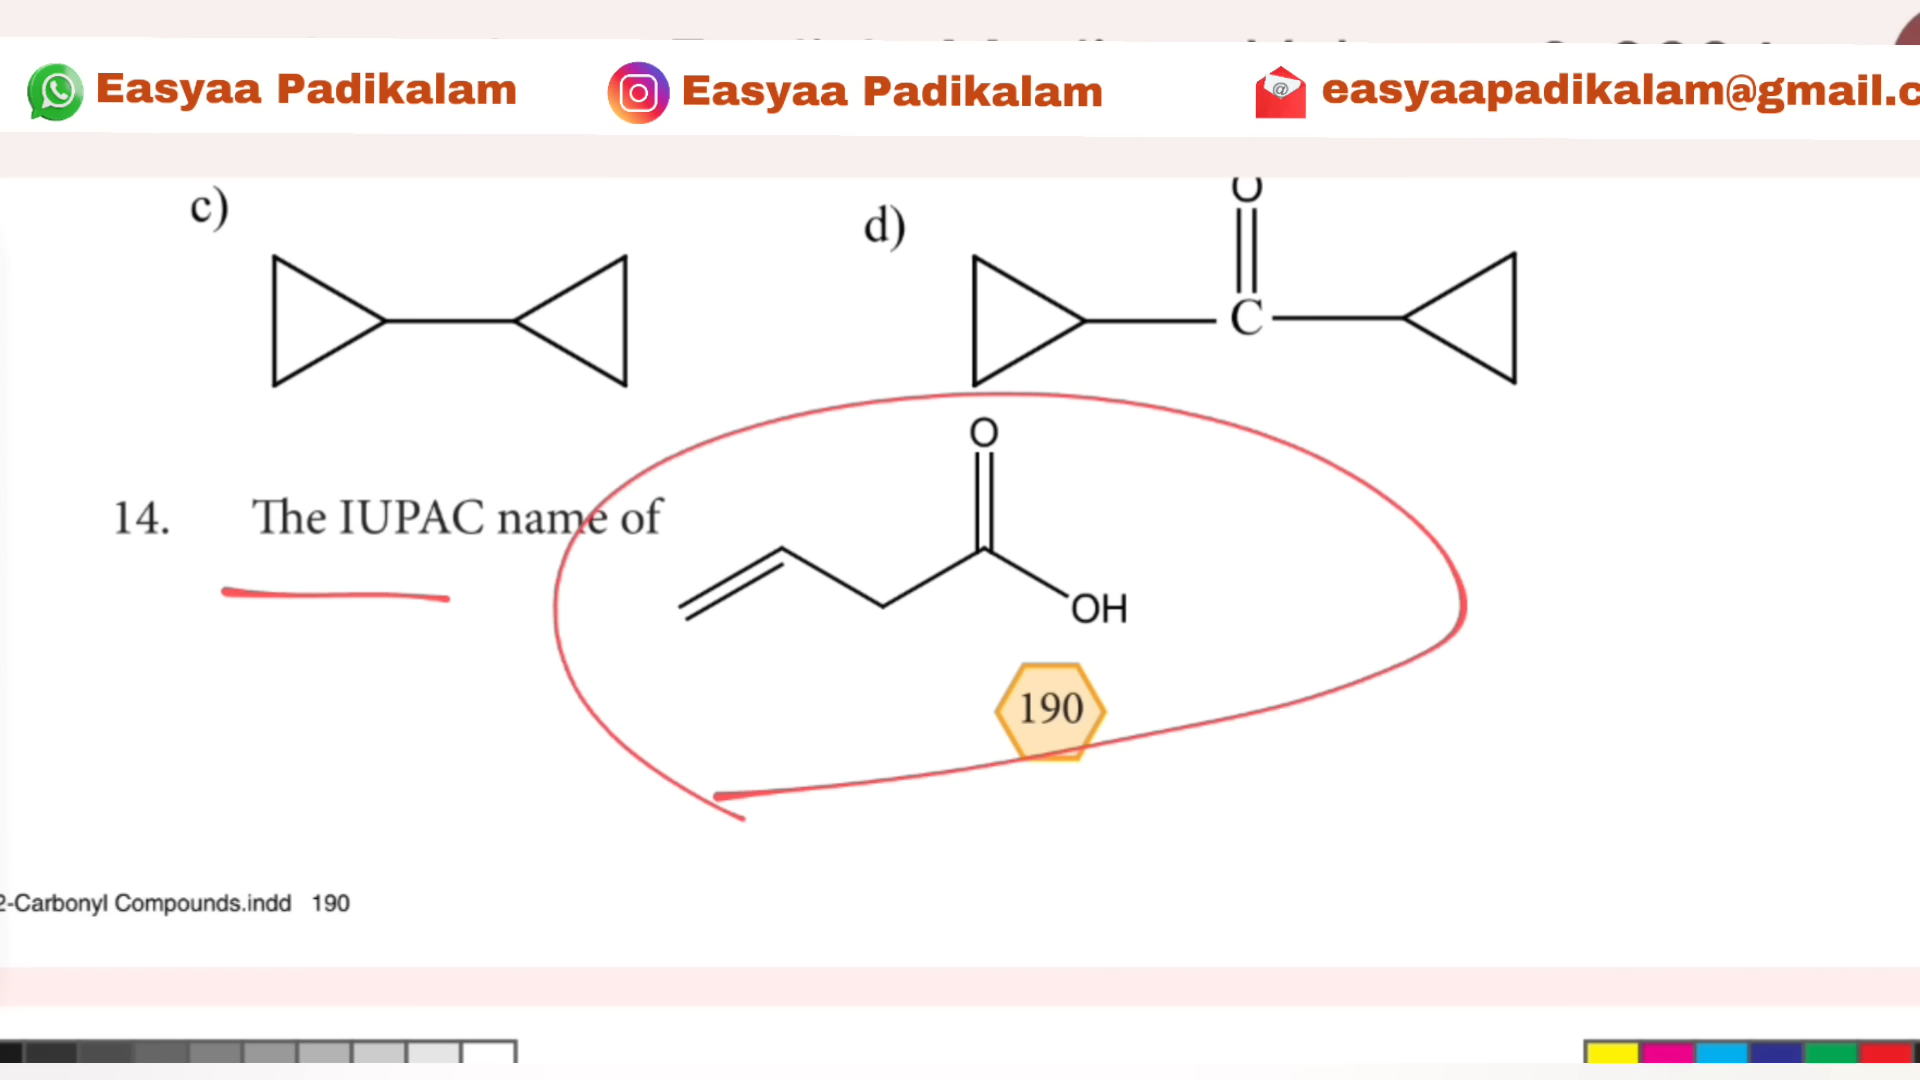 Easyaa Padikalam Easyaa Padikalam easyaapadikalam@gmail.c
c)
d)
O
C
O
14. The IUPAC name of
OH
190
2-Carbonyl Compounds.indd 190